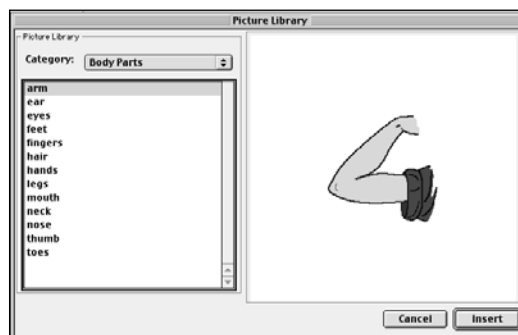 Picture Library
Picture Library
Category: Body Parts
arm
ear
eyes
feet
fingers
hair
hands
legs
mouth
neck
nose
thumb
toes
Cancel Insert